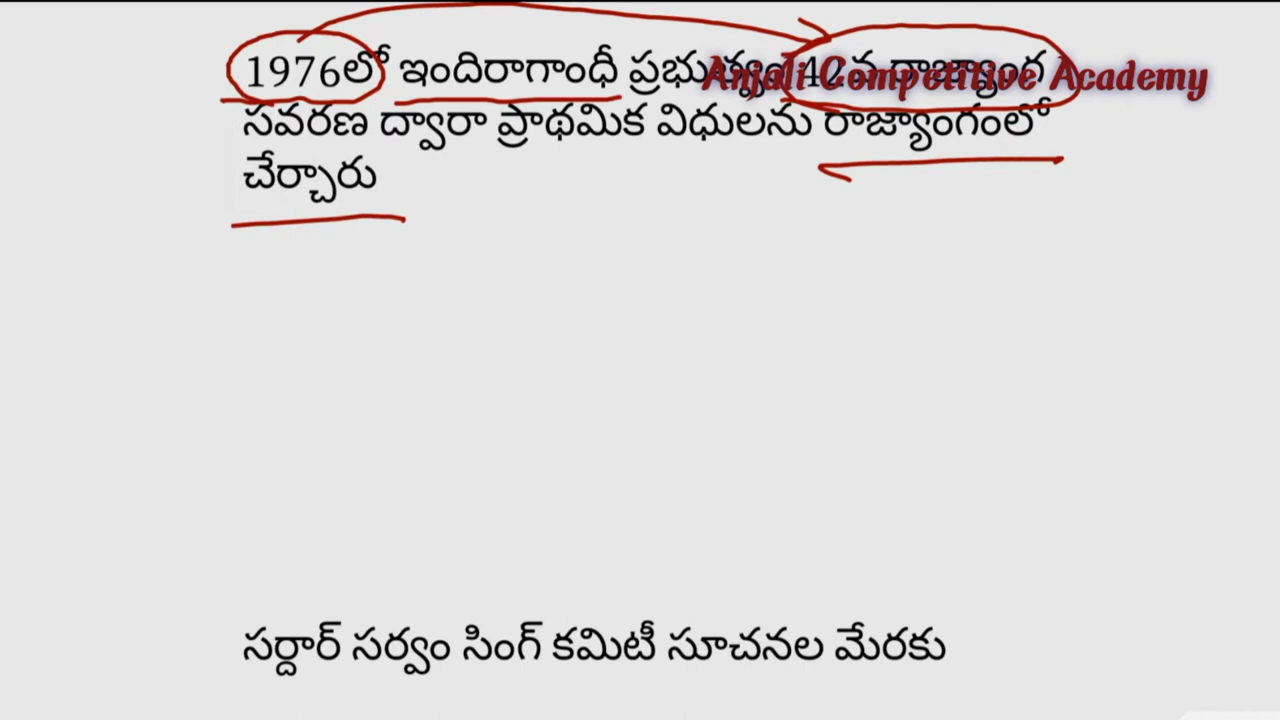 1976లో ఇందిరాగాంధీ ప్రభుత్వం 42వ రాజ్యాంగ
Anjali Competitive Academy
సవరణ ద్వారా ప్రాథమిక విధులను రాజ్యాంగంలో
చేర్చారు
సర్దార్ సర్వం సింగ్ కమిటీ సూచనల మేరకు